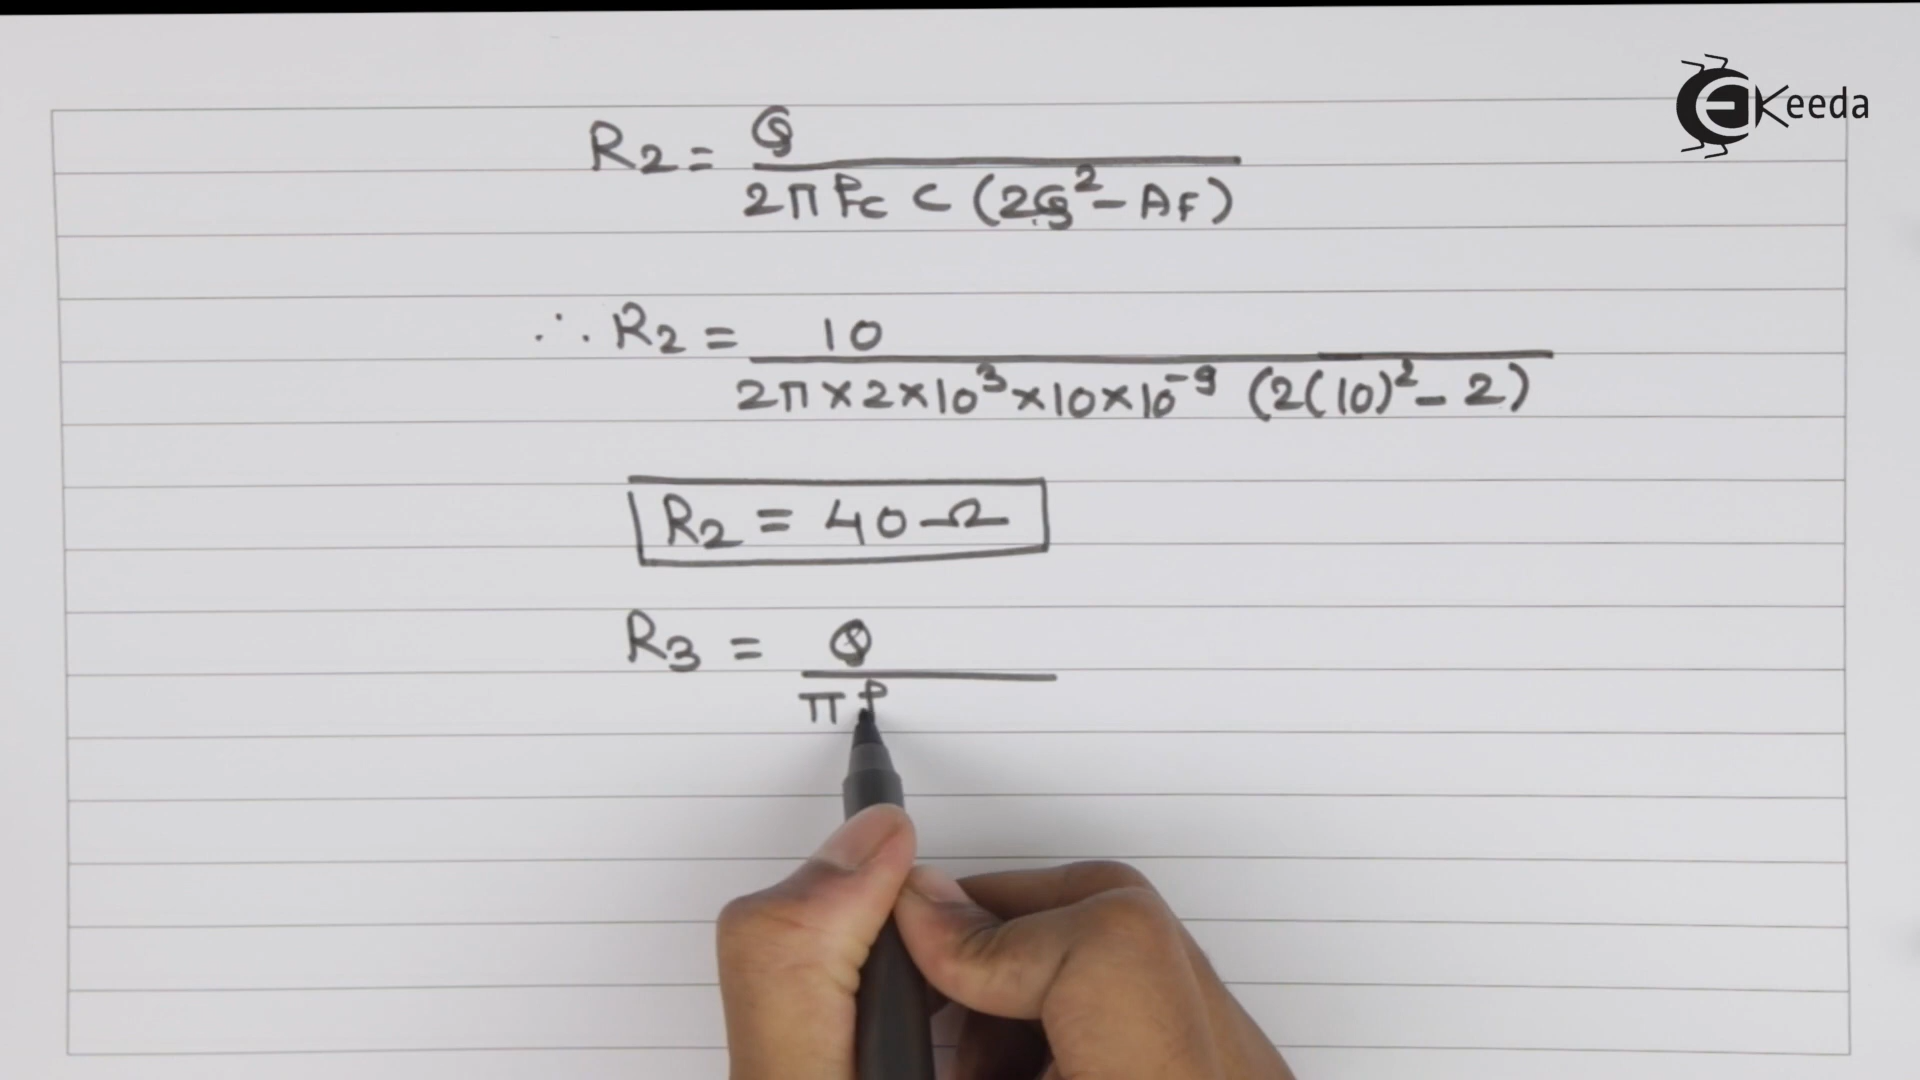 EKeeda
R2 = Q / 2π fc C (2Q² - AF)
∴ R2 = 10 / 2π × 2 × 10³ × 10 × 10⁻⁹ (2(10)² - 2)
R2 = 40 Ω
R3 = Q / π f